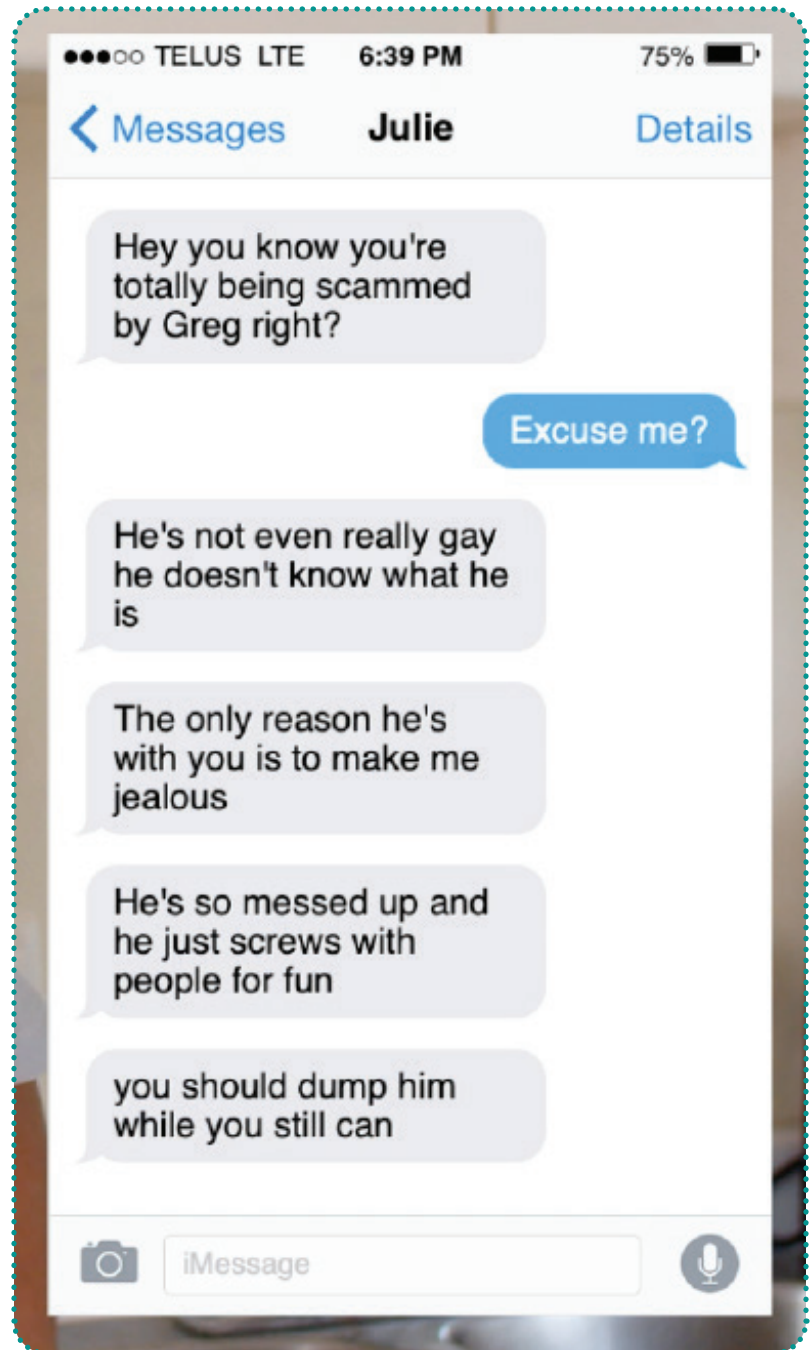 TELUS LTE 6:39 PM 75%
Messages Julie Details
Hey you know you're
totally being scammed
by Greg right?
Excuse me?
He's not even really gay
he doesn't know what he
is
The only reason he's
with you is to make me
jealous
He's so messed up and
he just screws with
people for fun
you should dump him
while you still can
iMessage